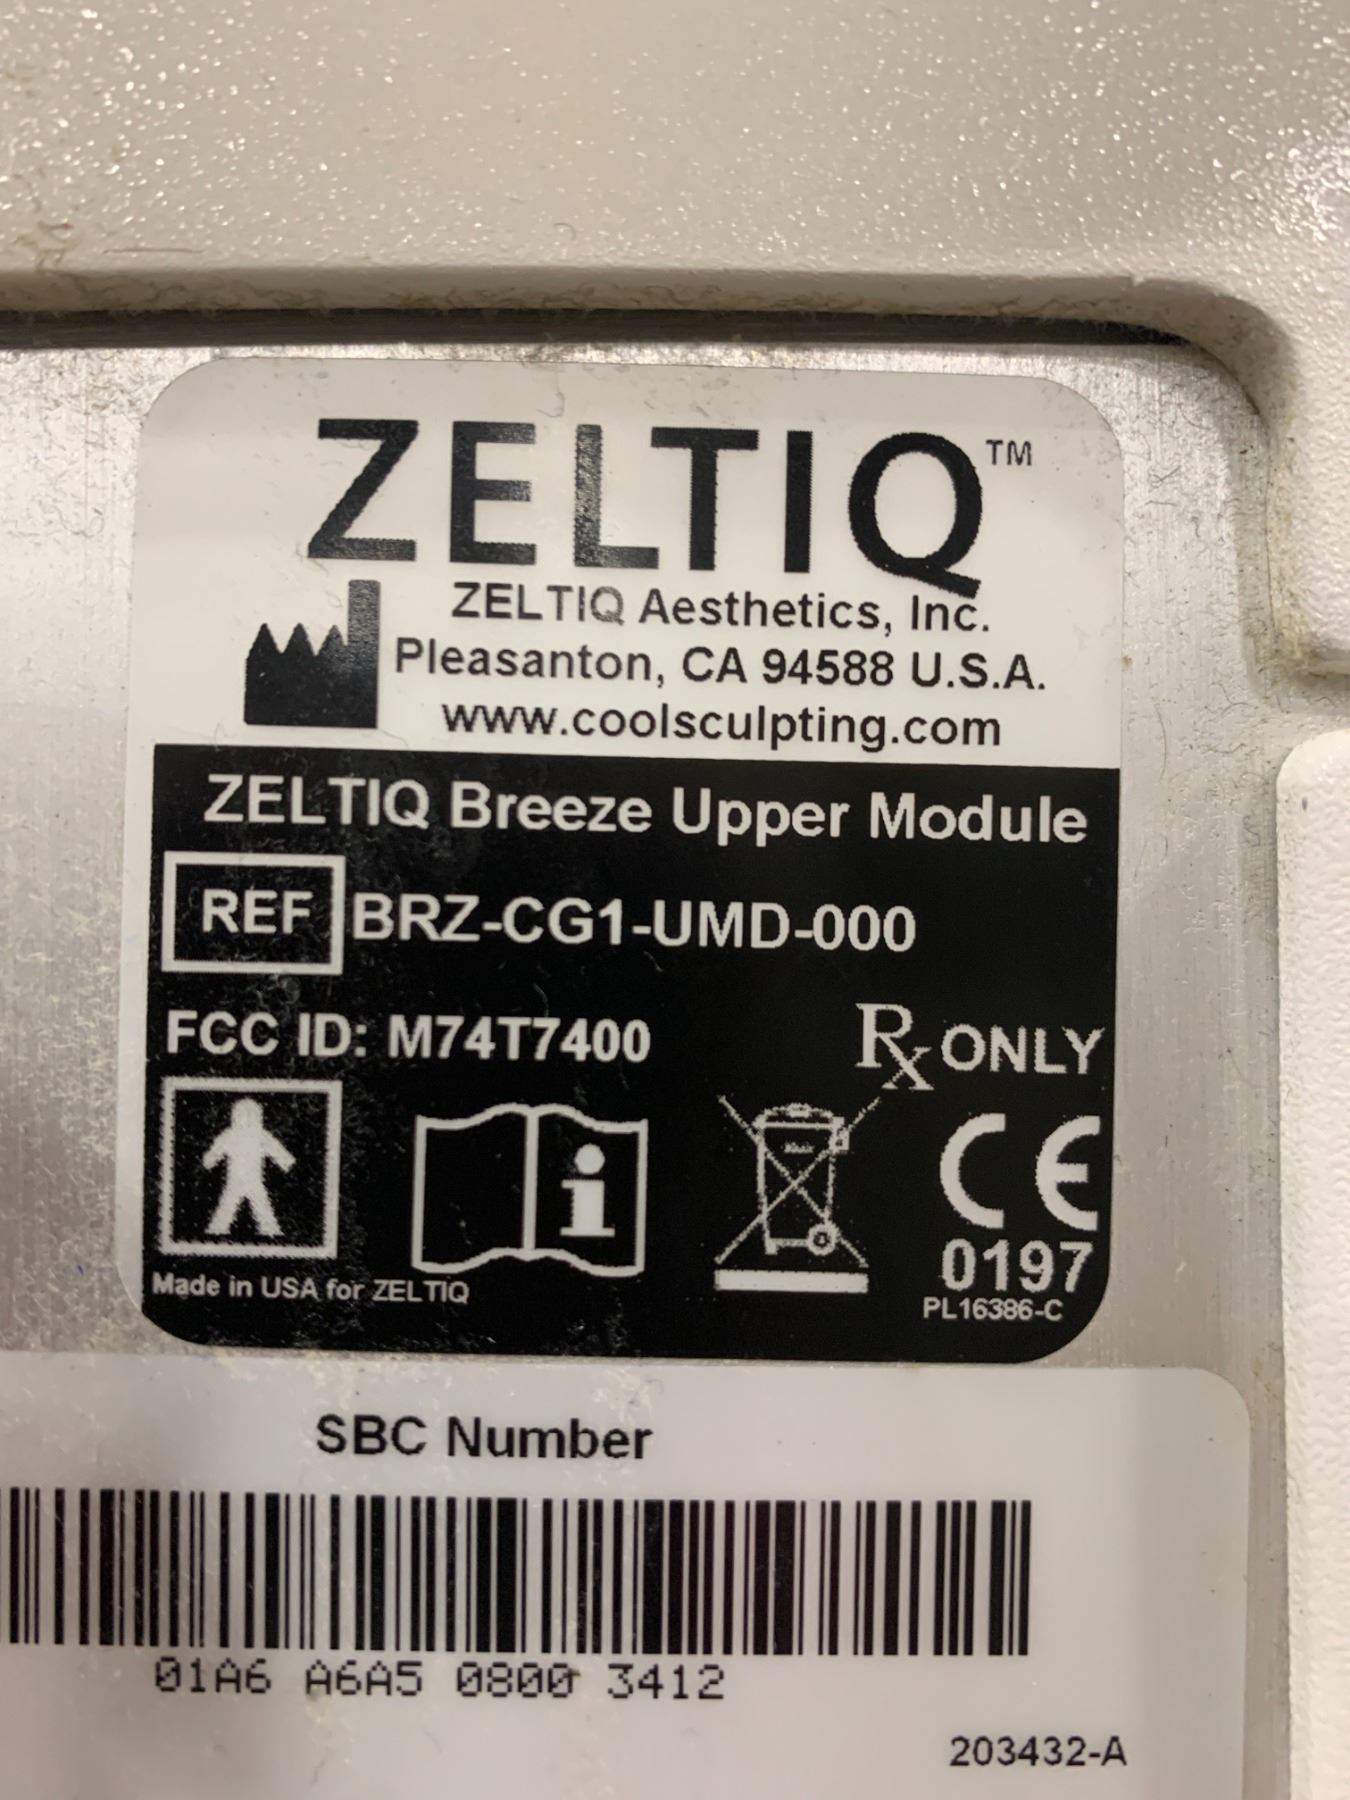 ZELTIQ™
ZELTIQ Aesthetics, Inc.
Pleasanton, CA 94588 U.S.A.
www.coolsculpting.com
ZELTIQ Breeze Upper Module
REF BRZ-CG1-UMD-000
FCC ID: M74T7400
Rx ONLY
CE
0197
Made in USA for ZELTIQ
PL16386-C
SBC Number
01A6 A6A5 0800 3412
203432-A